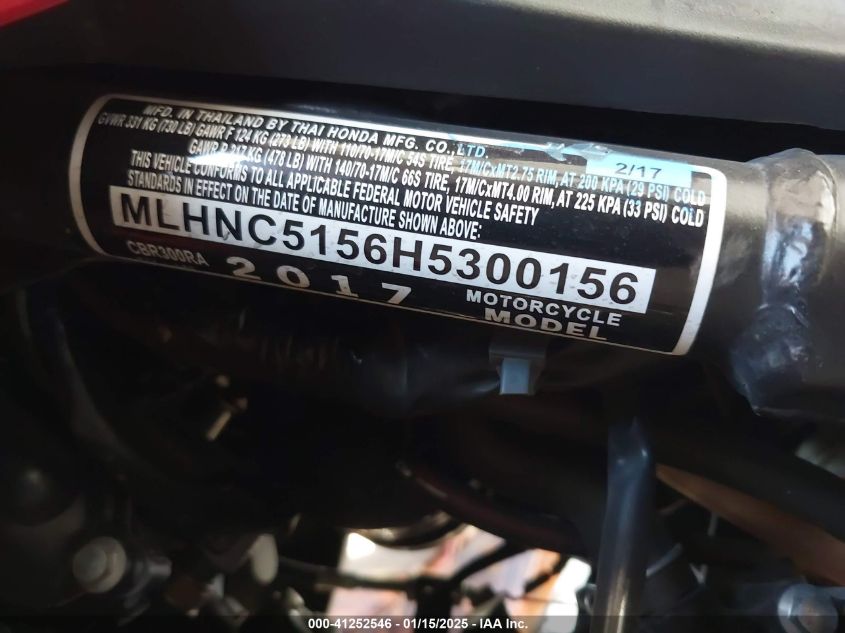 MFD. IN THAILAND BY THAI HONDA MFG. CO., LTD. 2/17
GVWR 331 KG (730 LB) GAWR F 124 KG (273 LB) WITH 110/70-17M/C 54S TIRE, 17M/CxMT2.75 RIM, AT 200 KPA (29 PSI) COLD
GAWR R 217 KG (478 LB) WITH 140/70-17M/C 66S TIRE, 17M/CxMT4.00 RIM, AT 225 KPA (33 PSI) COLD
THIS VEHICLE CONFORMS TO ALL APPLICABLE FEDERAL MOTOR VEHICLE SAFETY
STANDARDS IN EFFECT ON THE DATE OF MANUFACTURE SHOWN ABOVE:
MLHNC5156H5300156
CBR300RA 2017 MOTORCYCLE
MODEL
000-41252546 - 01/15/2025 - IAA Inc.